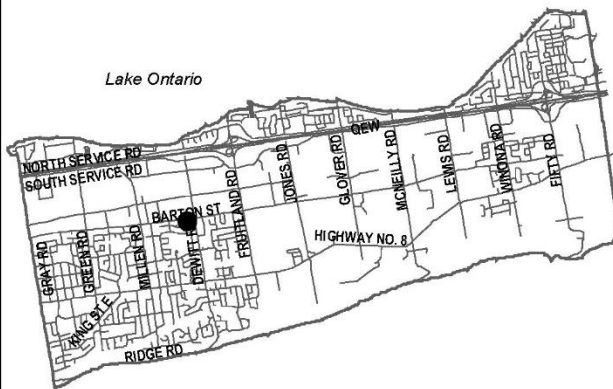 Lake Ontario
QEW
NORTH SERVICE RD
SOUTH SERVICE RD
BARTON ST
HIGHWAY NO. 8
GRAY RD
GREEN RD
MILLEN RD
DEWITT
FRUITLAND RD
JONES RD
GLOVER RD
MCNEILLY RD
LEWIS RD
WINONA RD
FIFTY RD
KING ST E.
RIDGE RD